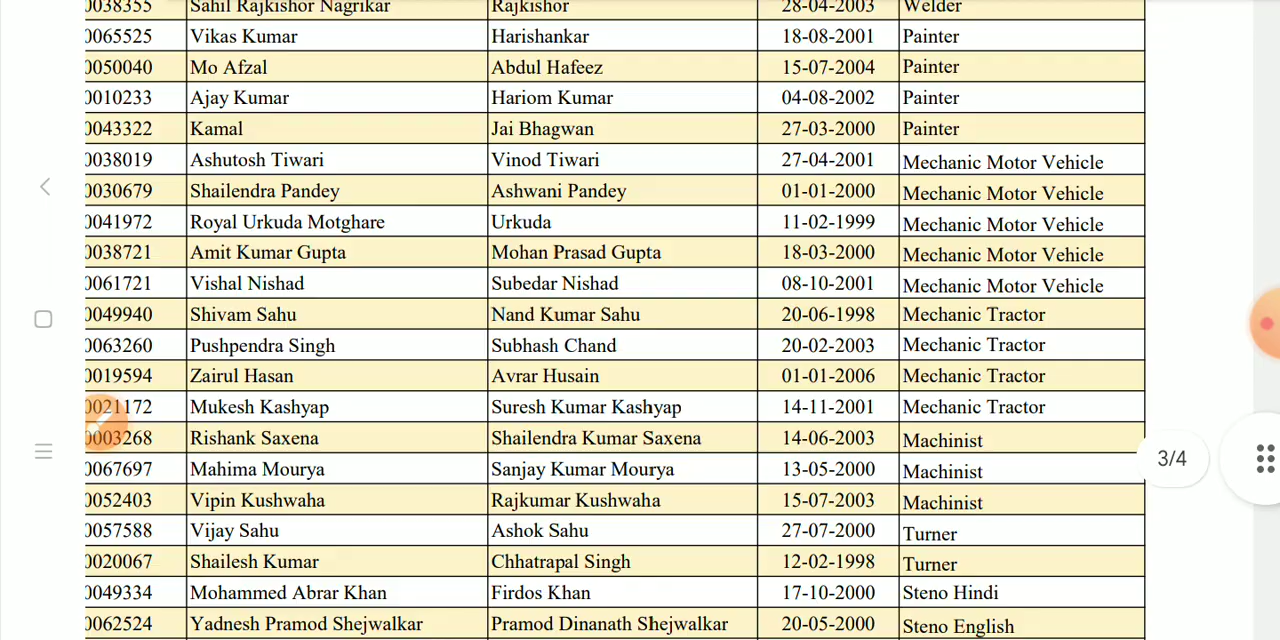 0038355 Sahil Rajkishor Nagrikar Rajkishor 28-04-2003 Welder
0065525 Vikas Kumar Harishankar 18-08-2001 Painter
0050040 Mo Afzal Abdul Hafeez 15-07-2004 Painter
0010233 Ajay Kumar Hariom Kumar 04-08-2002 Painter
0043322 Kamal Jai Bhagwan 27-03-2000 Painter
0038019 Ashutosh Tiwari Vinod Tiwari 27-04-2001 Mechanic Motor Vehicle
0030679 Shailendra Pandey Ashwani Pandey 01-01-2000 Mechanic Motor Vehicle
0041972 Royal Urkuda Motghare Urkuda 11-02-1999 Mechanic Motor Vehicle
0038721 Amit Kumar Gupta Mohan Prasad Gupta 18-03-2000 Mechanic Motor Vehicle
0061721 Vishal Nishad Subedar Nishad 08-10-2001 Mechanic Motor Vehicle
0049940 Shivam Sahu Nand Kumar Sahu 20-06-1998 Mechanic Tractor
0063260 Pushpendra Singh Subhash Chand 20-02-2003 Mechanic Tractor
0019594 Zairul Hasan Avrar Husain 01-01-2006 Mechanic Tractor
0021172 Mukesh Kashyap Suresh Kumar Kashyap 14-11-2001 Mechanic Tractor
0003268 Rishank Saxena Shailendra Kumar Saxena 14-06-2003 Machinist
3/4
0067697 Mahima Mourya Sanjay Kumar Mourya 13-05-2000 Machinist
0052403 Vipin Kushwaha Rajkumar Kushwaha 15-07-2003 Machinist
0057588 Vijay Sahu Ashok Sahu 27-07-2000 Turner
0020067 Shailesh Kumar Chhatrapal Singh 12-02-1998 Turner
0049334 Mohammed Abrar Khan Firdos Khan 17-10-2000 Steno Hindi
0062524 Yadnesh Pramod Shejwalkar Pramod Dinanath Shejwalkar 20-05-2000 Steno English